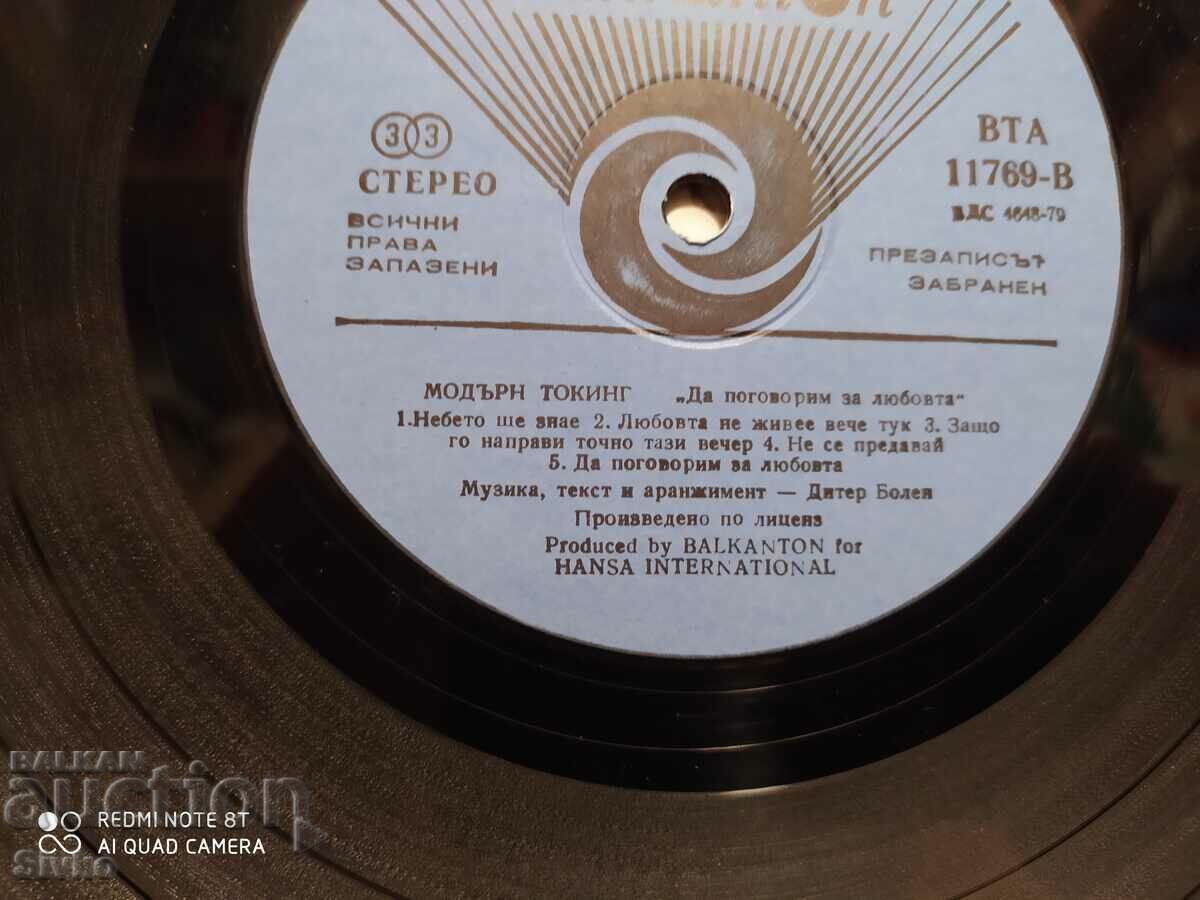 33
СТЕРЕО
ВСИЧКИ
ПРАВА
ЗАПАЗЕНИ
ВТА
11769-В
БДС 4648-79
ПРЕЗАПИСЪТ
ЗАБРАНЕН
МОДЪРН ТОКИНГ „Да поговорим за любовта“
1.Небето ще знае 2. Любовта не живее вече тук 3. Защо
го направи точно тази вечер 4. Не се предавай
5. Да поговорим за любовта
Музика, текст и аранжимент — Дитер Болен
Произведено по лиценз
Produced by BALKANTON for
HANSA INTERNATIONAL
BALKAN
auction
REDMI NOTE 8T
AI QUAD CAMERA